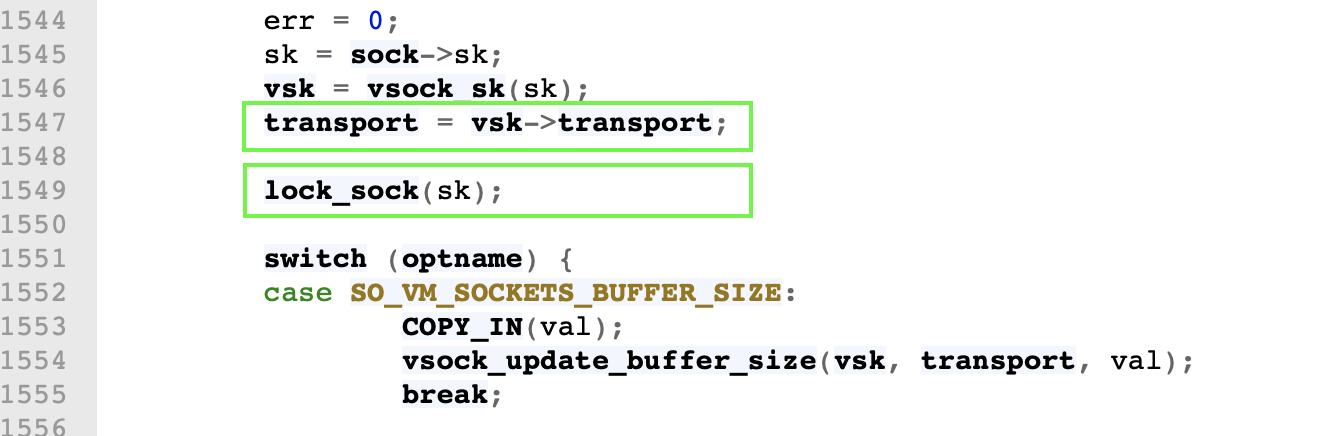 1544 err = 0;
1545 sk = sock->sk;
1546 vsk = vsock_sk(sk);
1547 transport = vsk->transport;
1548
1549 lock_sock(sk);
1550
1551 switch (optname) {
1552 case SO_VM_SOCKETS_BUFFER_SIZE:
1553 COPY_IN(val);
1554 vsock_update_buffer_size(vsk, transport, val);
1555 break;
1556